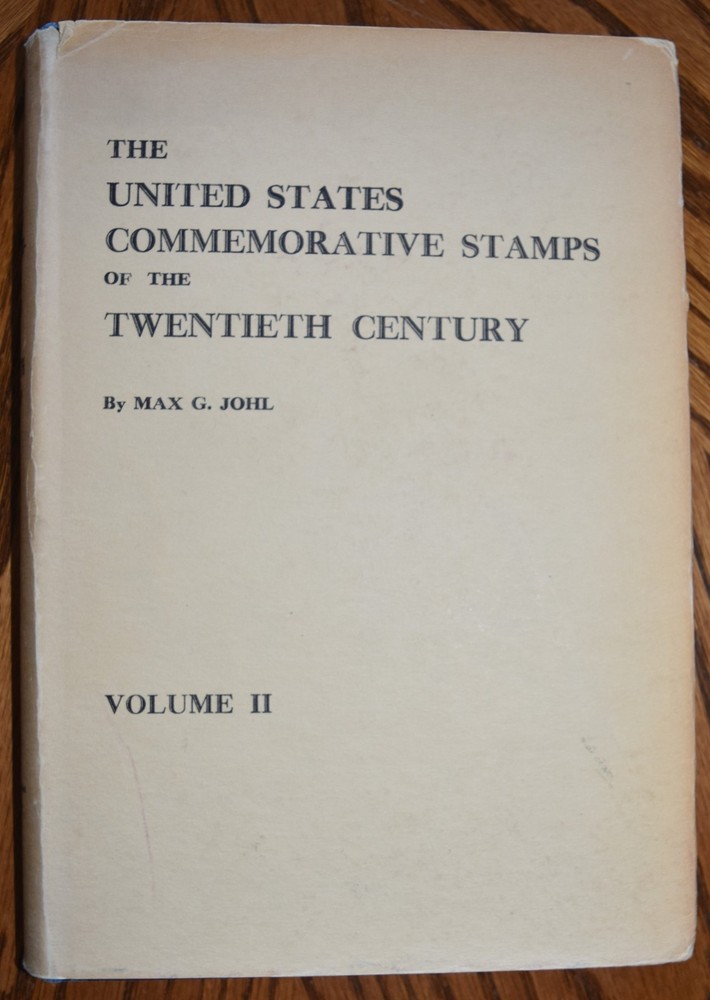 THE
UNITED STATES
COMMEMORATIVE STAMPS
OF THE
TWENTIETH CENTURY
By MAX G. JOHL
VOLUME II